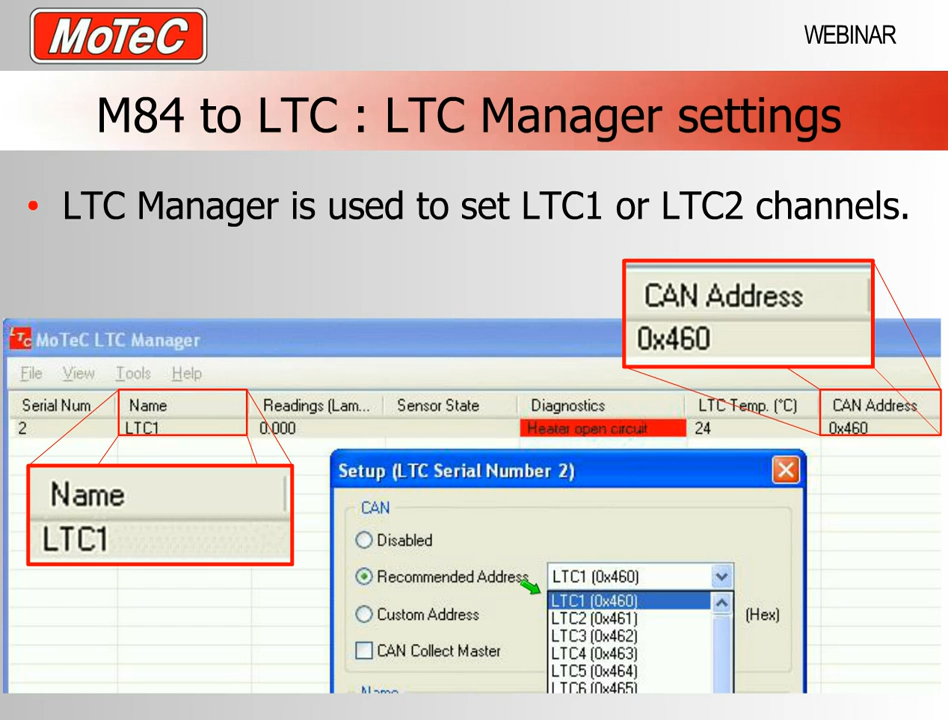 MoTeC
WEBINAR
M84 to LTC : LTC Manager settings
• LTC Manager is used to set LTC1 or LTC2 channels.
CAN Address
0x460
LTC MoTeC LTC Manager
File View Tools Help
Serial Num Name Readings (Lam... Sensor State Diagnostics LTC Temp. (°C) CAN Address
2 LTC1 0.000 Heater open circuit 24 0x460
Name
LTC1
Setup (LTC Serial Number 2)
CAN
Disabled
Recommended Address LTC1 (0x460)
LTC1 (0x460)
Custom Address LTC2 (0x461) (Hex)
LTC3 (0x462)
CAN Collect Master LTC4 (0x463)
LTC5 (0x464)
Name LTC6 (0x465)